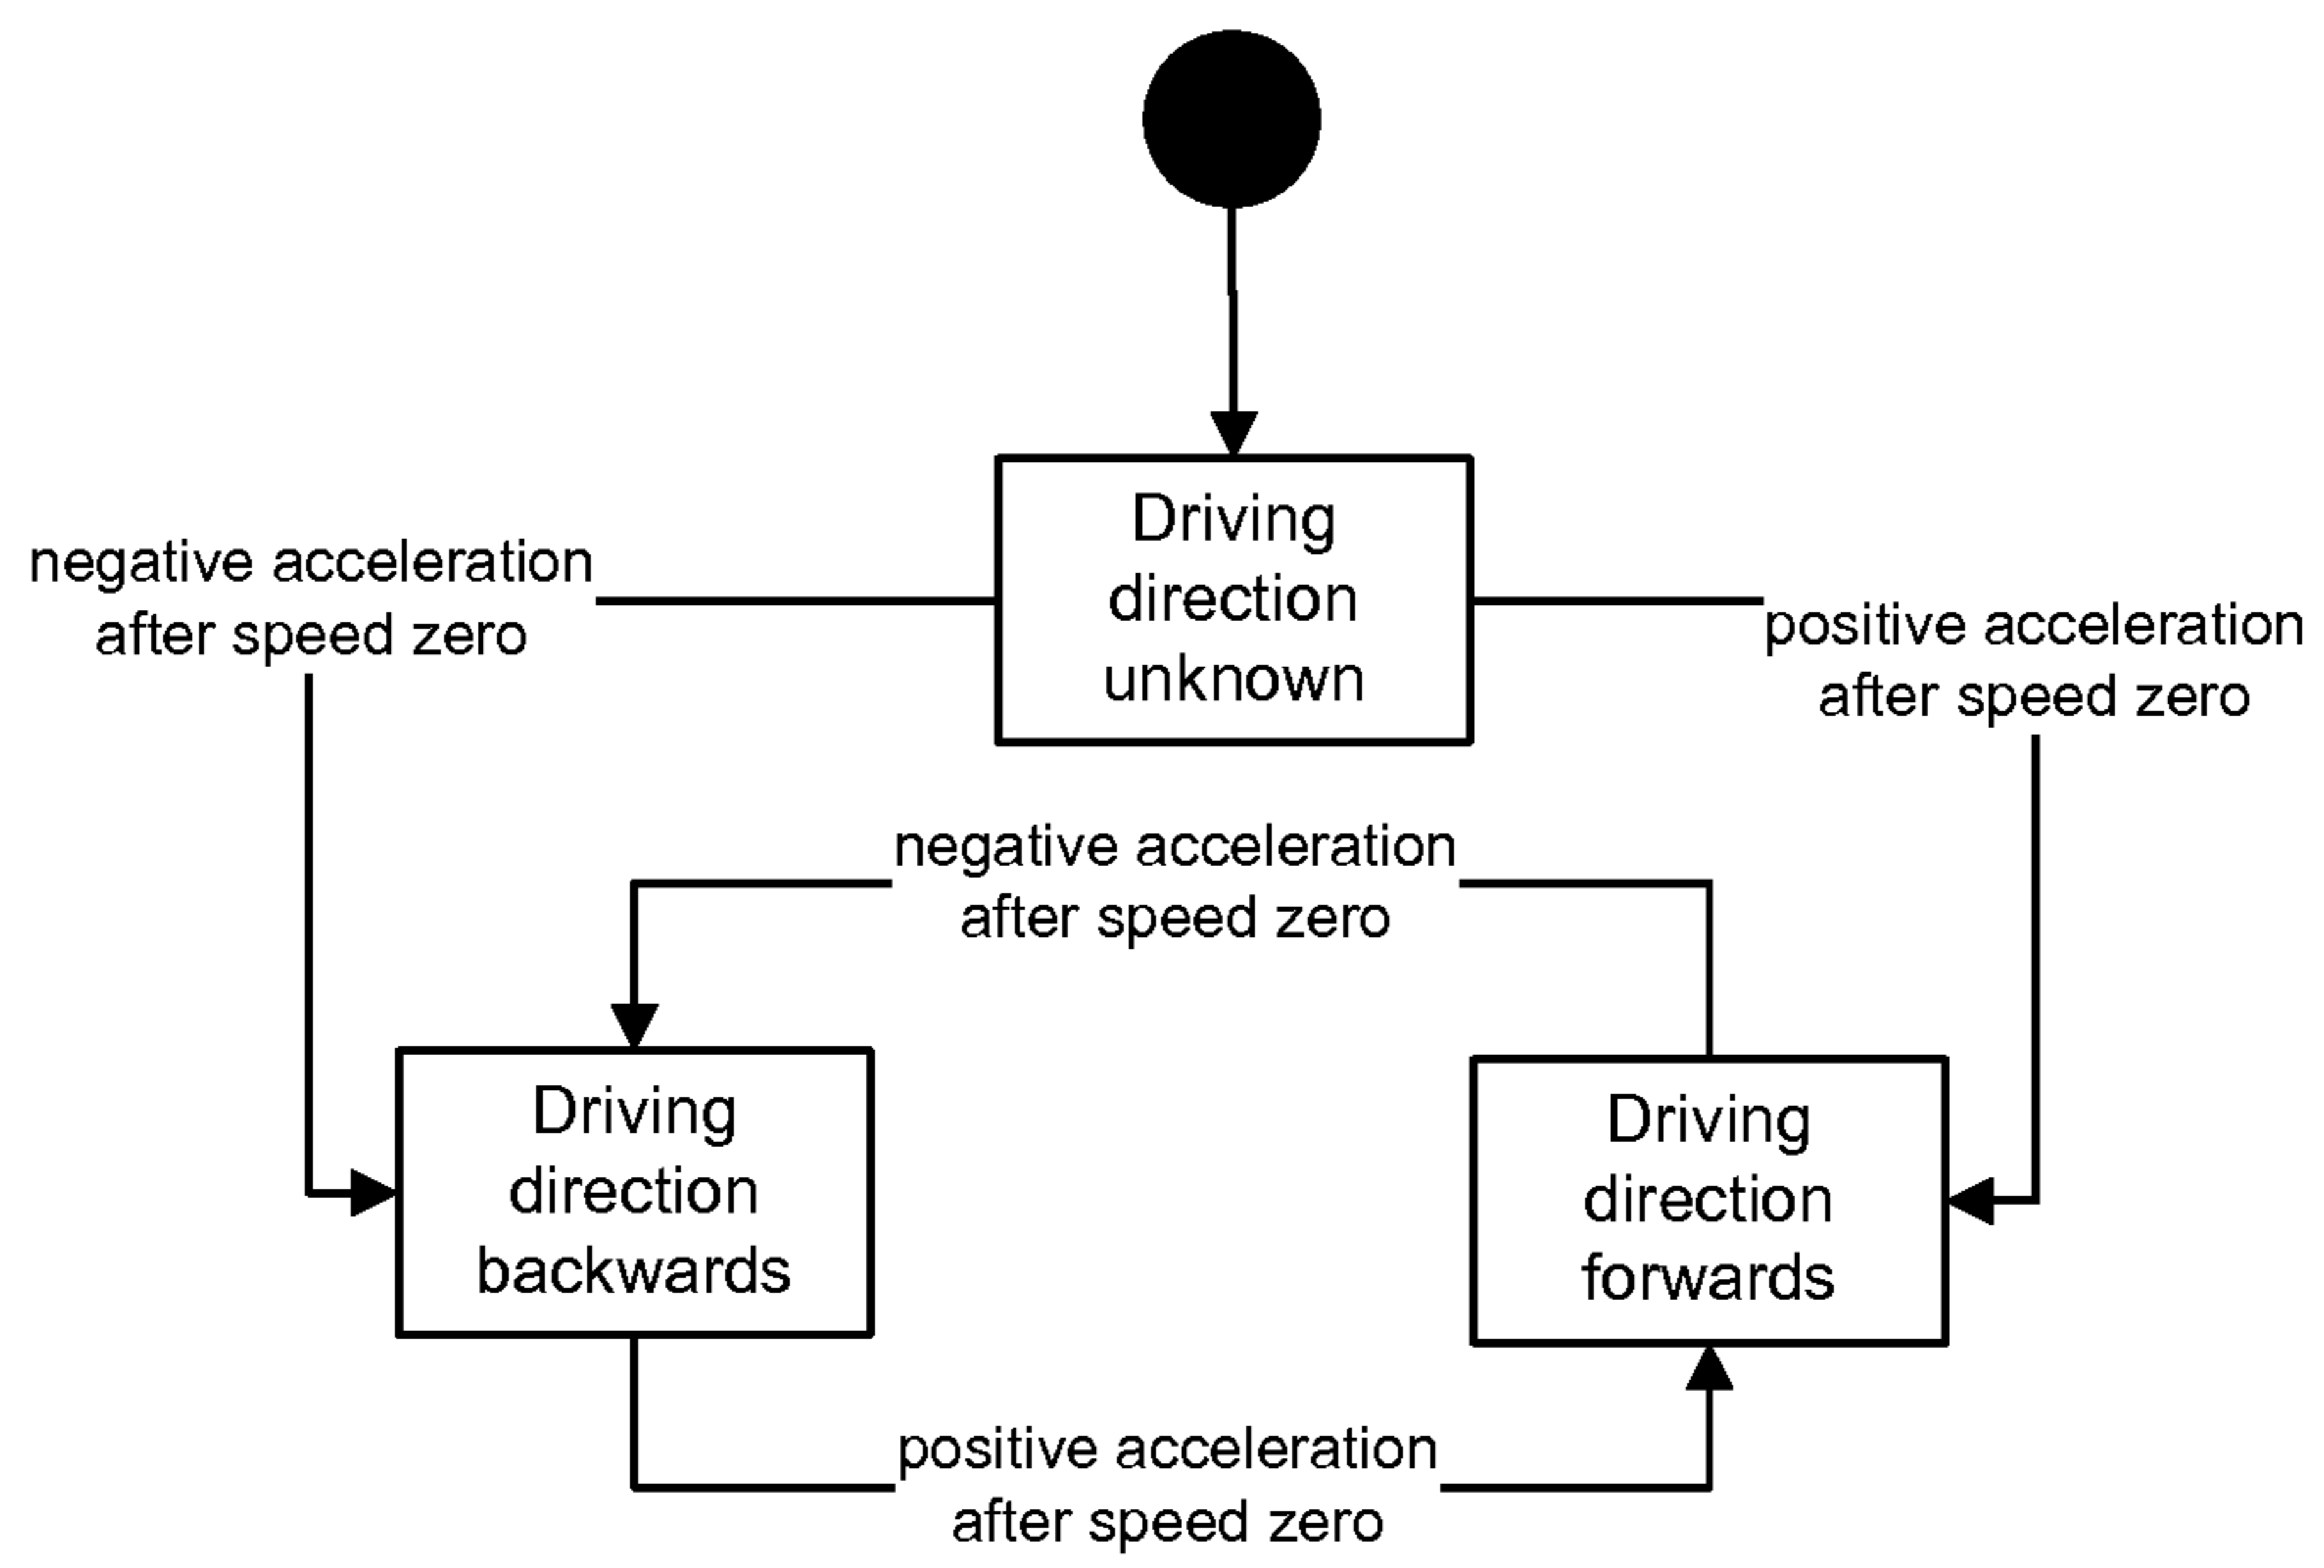 Driving
direction
unknown
negative acceleration
after speed zero
positive acceleration
after speed zero
negative acceleration
after speed zero
Driving
direction
backwards
Driving
direction
forwards
positive acceleration
after speed zero